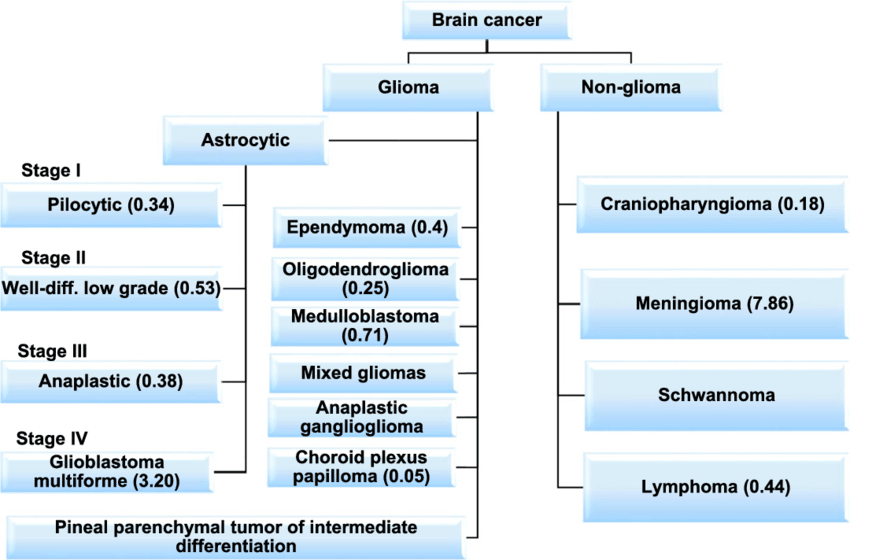 Brain cancer
Glioma
Non-glioma
Astrocytic
Stage I
Pilocytic (0.34)
Stage II
Well-diff. low grade (0.53)
Stage III
Anaplastic (0.38)
Stage IV
Glioblastoma
multiforme (3.20)
Ependymoma (0.4)
Oligodendroglioma
(0.25)
Medulloblastoma
(0.71)
Mixed gliomas
Anaplastic
ganglioglioma
Choroid plexus
papilloma (0.05)
Pineal parenchymal tumor of intermediate
differentiation
Craniopharyngioma (0.18)
Meningioma (7.86)
Schwannoma
Lymphoma (0.44)